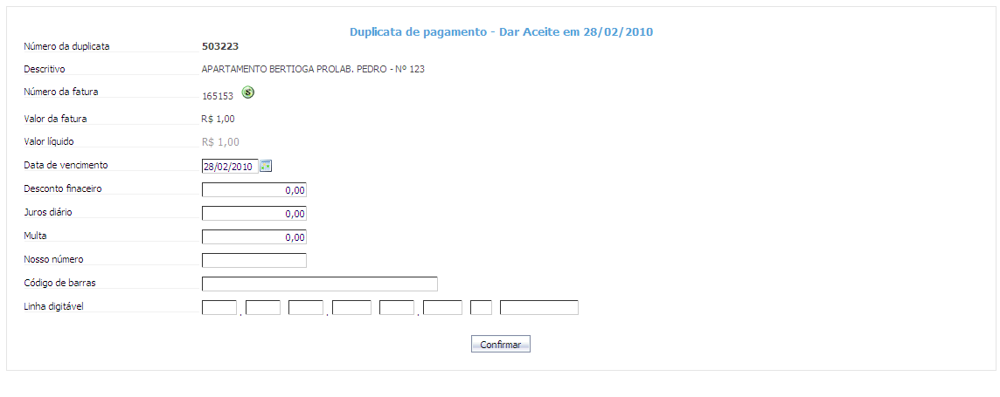 Duplicata de pagamento - Dar Aceite em 28/02/2010
Número da duplicata 503223
Descritivo APARTAMENTO BERTIOGA PROLAB. PEDRO - Nº 123
Número da fatura 165153 $
Valor da fatura R$ 1,00
Valor líquido R$ 1,00
Data de vencimento 28/02/2010
Desconto finaceiro 0,00
Juros diário 0,00
Multa 0,00
Nosso número
Código de barras
Linha digitável . . .
Confirmar